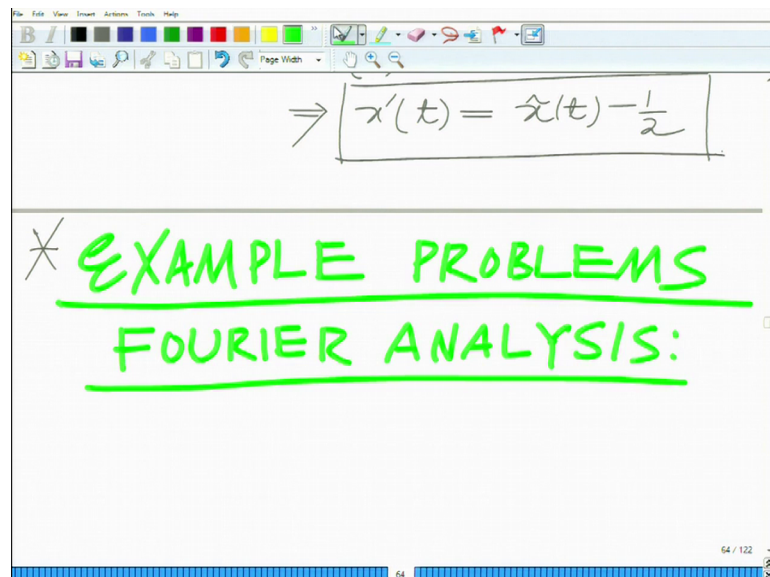 File Edit View Insert Actions Tools Help
B I
Page Width
⇒ x'(t) = x̃(t) - 1/2
* EXAMPLE PROBLEMS
FOURIER ANALYSIS:
64 / 122
64